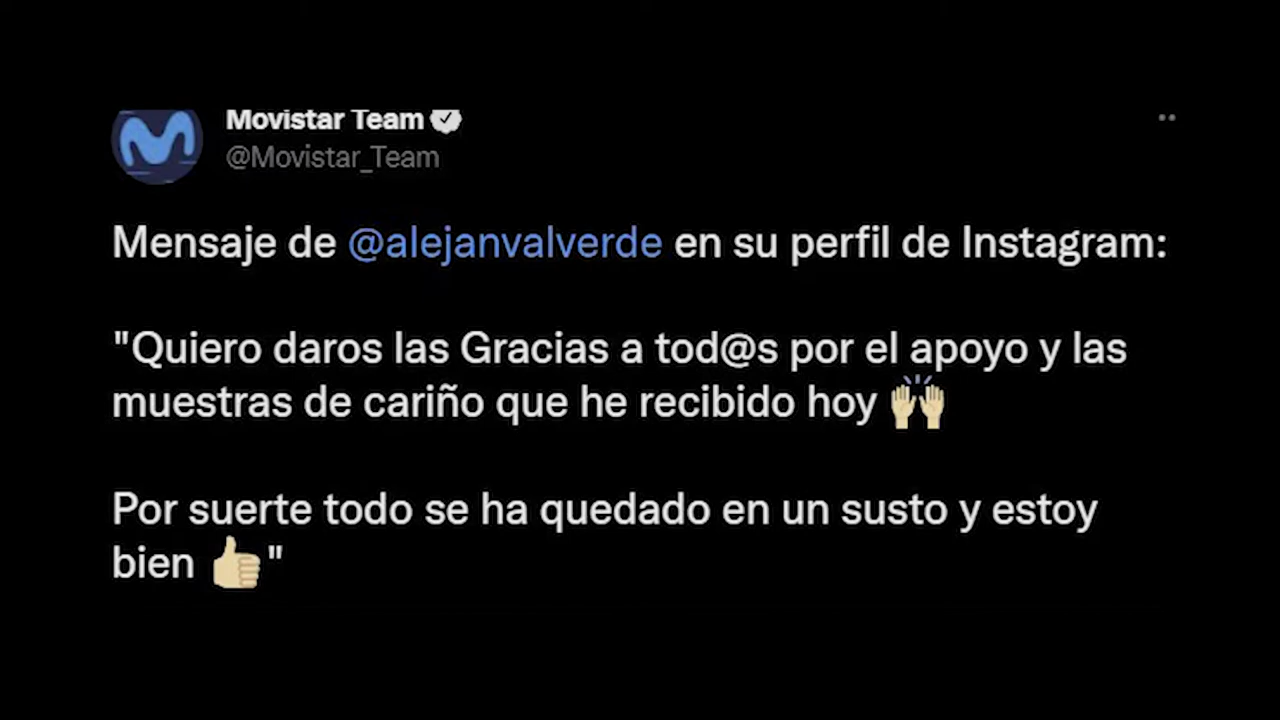 Movistar Team
@Movistar_Team
Mensaje de @alejanvalverde en su perfil de Instagram:
"Quiero daros las Gracias a tod@s por el apoyo y las
muestras de cariño que he recibido hoy 🙌🏼
Por suerte todo se ha quedado en un susto y estoy
bien 👍🏼"